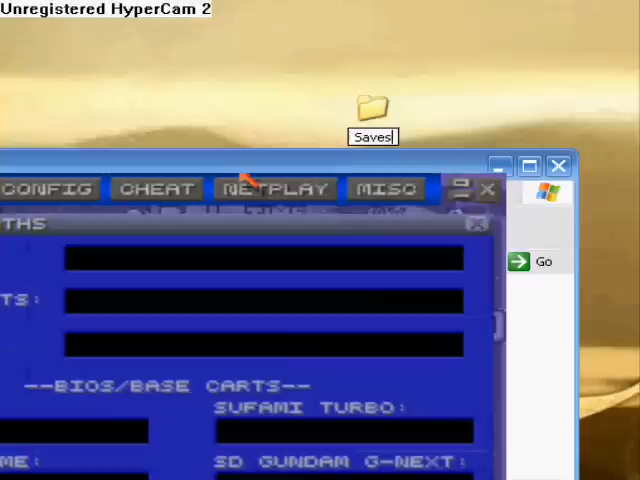 Unregistered HyperCam 2
Saves
CONFIG CHEAT NETPLAY MISC
THS
Go
TS:
--BIOS/BASE CARTS--
SUFAMI TURBO:
ME: SD GUNDAM G-NEXT: